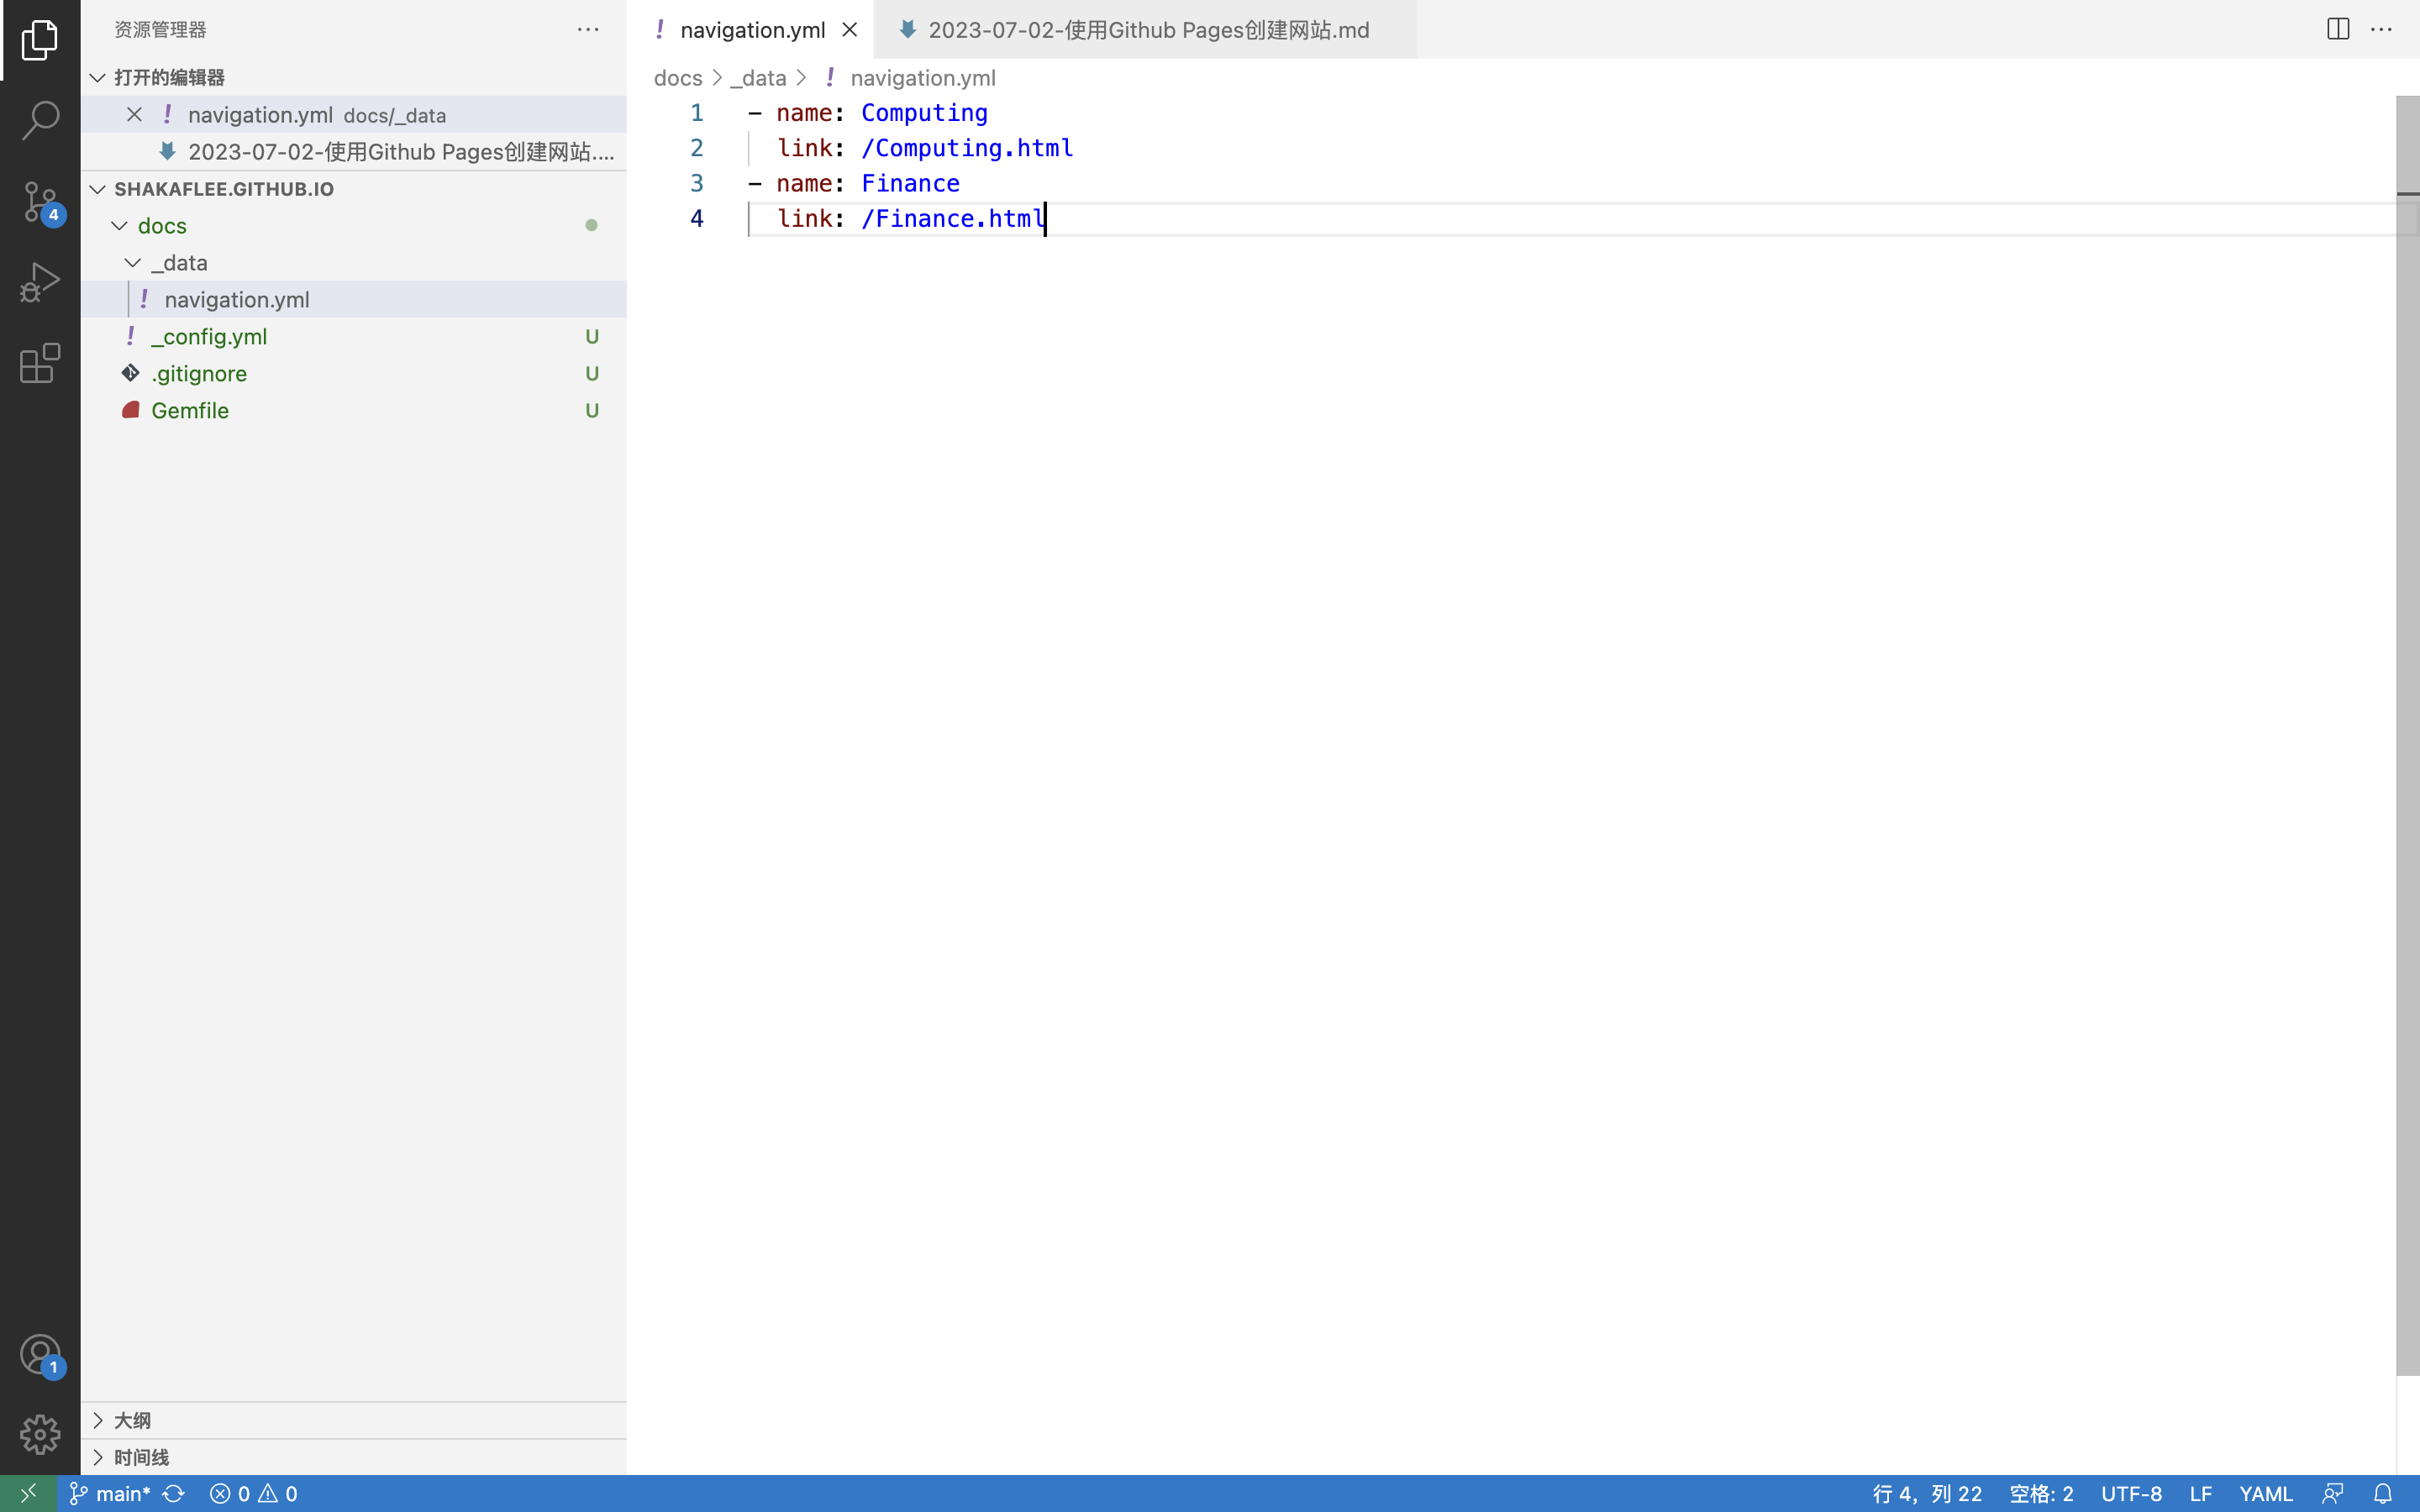 资源管理器
打开的编辑器
navigation.yml docs/_data
2023-07-02-使用Github Pages创建网站....
SHAKAFLEE.GITHUB.IO
docs
_data
navigation.yml
_config.yml U
.gitignore U
Gemfile U
大纲
时间线
4
1
navigation.yml
2023-07-02-使用Github Pages创建网站.md
docs > _data > navigation.yml
1 - name: Computing
2 link: /Computing.html
3 - name: Finance
4 link: /Finance.html
main* 0 0
行 4，列 22 空格: 2 UTF-8 LF YAML